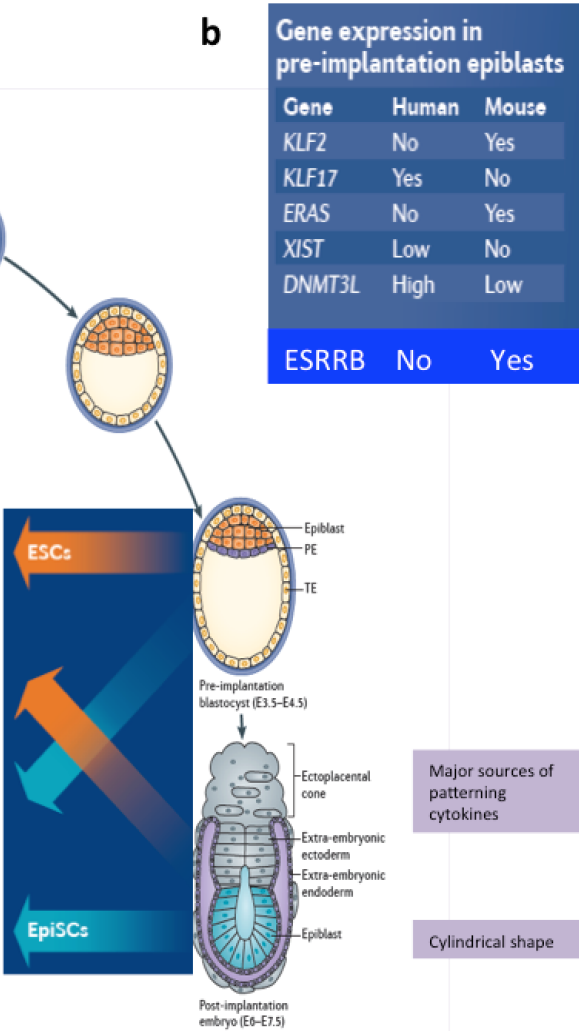 b
Gene expression in
pre-implantation epiblasts
Gene Human Mouse
KLF2 No Yes
KLF17 Yes No
ERAS No Yes
XIST Low No
DNMT3L High Low
ESRRB No Yes
ESCs
Epiblast
PE
TE
Pre-implantation
blastocyst (E3.5–E4.5)
Ectoplacental
cone
Major sources of
patterning
cytokines
Extra-embryonic
ectoderm
Extra-embryonic
endoderm
EpiSCs
Epiblast
Cylindrical shape
Post-implantation
embryo (E6–E7.5)